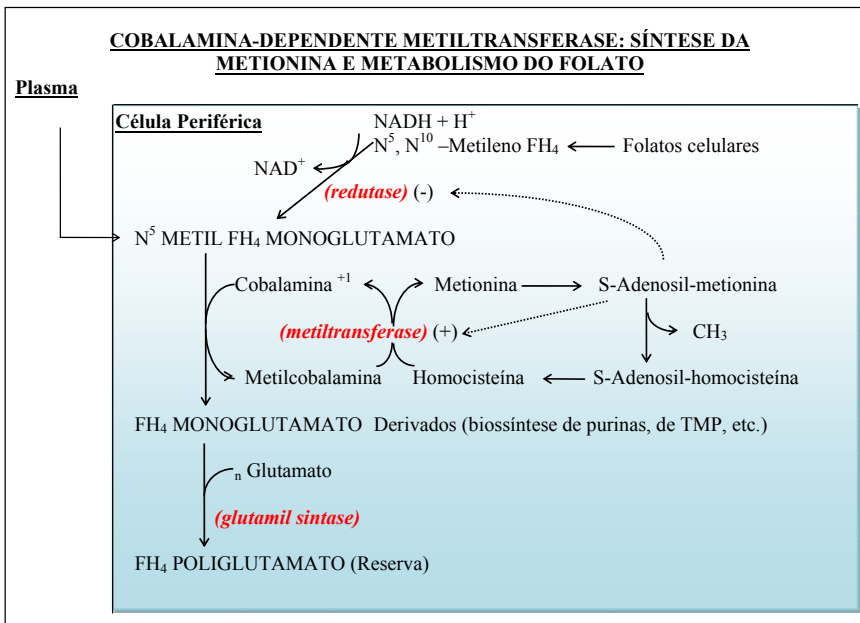 COBALAMINA-DEPENDENTE METILTRANSFERASE: SÍNTESE DA
METIONINA E METABOLISMO DO FOLATO
Plasma
Célula Periférica
NADH + H⁺
N⁵, N¹⁰ –Metileno FH₄
Folatos celulares
NAD⁺
(redutase) (-)
N⁵ METIL FH₄ MONOGLUTAMATO
Cobalamina ⁺¹
Metionina
S-Adenosil-metionina
(metiltransferase) (+)
CH₃
Metilcobalamina
Homocisteína
S-Adenosil-homocisteína
FH₄ MONOGLUTAMATO Derivados (biossíntese de purinas, de TMP, etc.)
ₙ Glutamato
(glutamil sintase)
FH₄ POLIGLUTAMATO (Reserva)